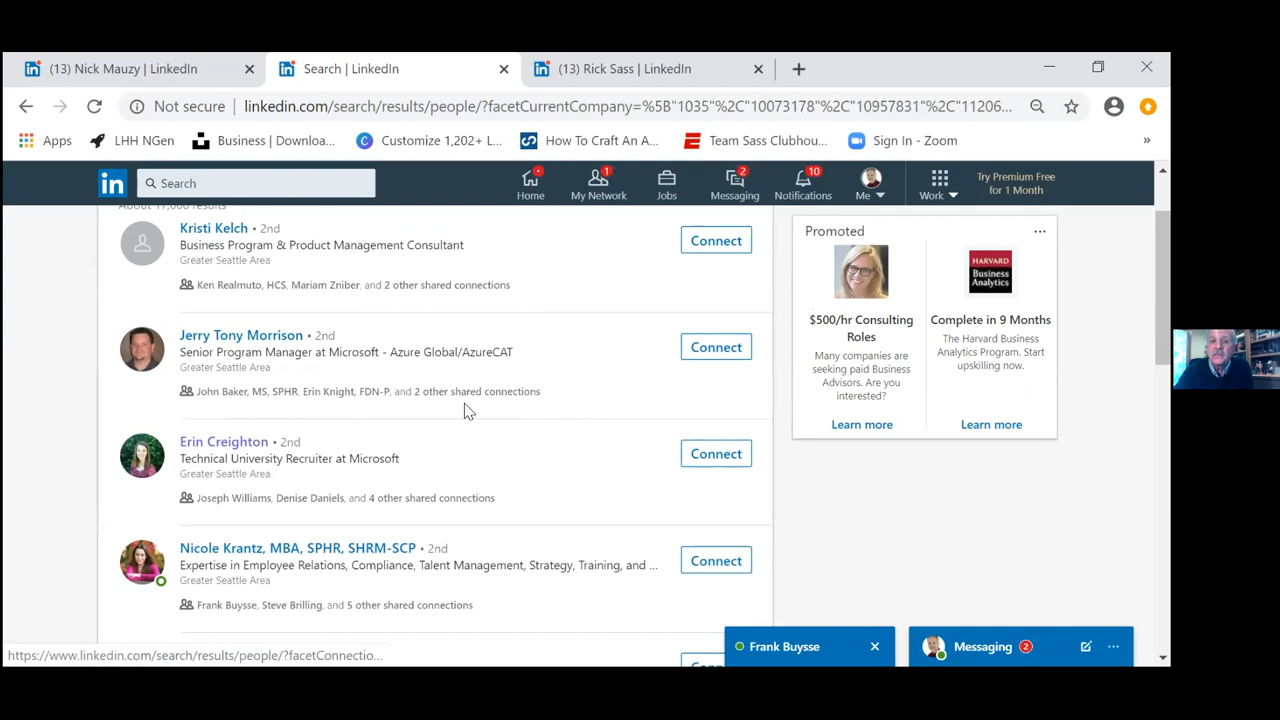 (13) Nick Mauzy | LinkedIn
Search | LinkedIn
(13) Rick Sass | LinkedIn
Not secure
linkedin.com/search/results/people/?facetCurrentCompany=%5B"1035"%2C"10073178"%2C"10957831"%2C"11206...
Apps
LHH NGen
Business | Downloa...
Customize 1,202+ L...
How To Craft An A...
Team Sass Clubhou...
Sign In - Zoom
»
in
Search
Home
1
My Network
Jobs
2
Messaging
10
Notifications
Me
Work
Try Premium Free
for 1 Month
About 17,000 results
Kristi Kelch • 2nd
Business Program & Product Management Consultant
Greater Seattle Area
Ken Realmuto, HCS, Mariam Zniber, and 2 other shared connections
Connect
Jerry Tony Morrison • 2nd
Senior Program Manager at Microsoft - Azure Global/AzureCAT
Greater Seattle Area
John Baker, MS, SPHR, Erin Knight, FDN-P, and 2 other shared connections
Connect
Erin Creighton • 2nd
Technical University Recruiter at Microsoft
Greater Seattle Area
Joseph Williams, Denise Daniels, and 4 other shared connections
Connect
Nicole Krantz, MBA, SPHR, SHRM-SCP • 2nd
Expertise in Employee Relations, Compliance, Talent Management, Strategy, Training, and ...
Greater Seattle Area
Frank Buysse, Steve Brilling, and 5 other shared connections
Connect
Promoted
...
$500/hr Consulting
Roles
Many companies are
seeking paid Business
Advisors. Are you
interested?
Learn more
HARVARD
Business
Analytics
Complete in 9 Months
The Harvard Business
Analytics Program. Start
upskilling now.
Learn more
Frank Buysse
Messaging 2
...
https://www.linkedin.com/search/results/people/?facetConnectio...